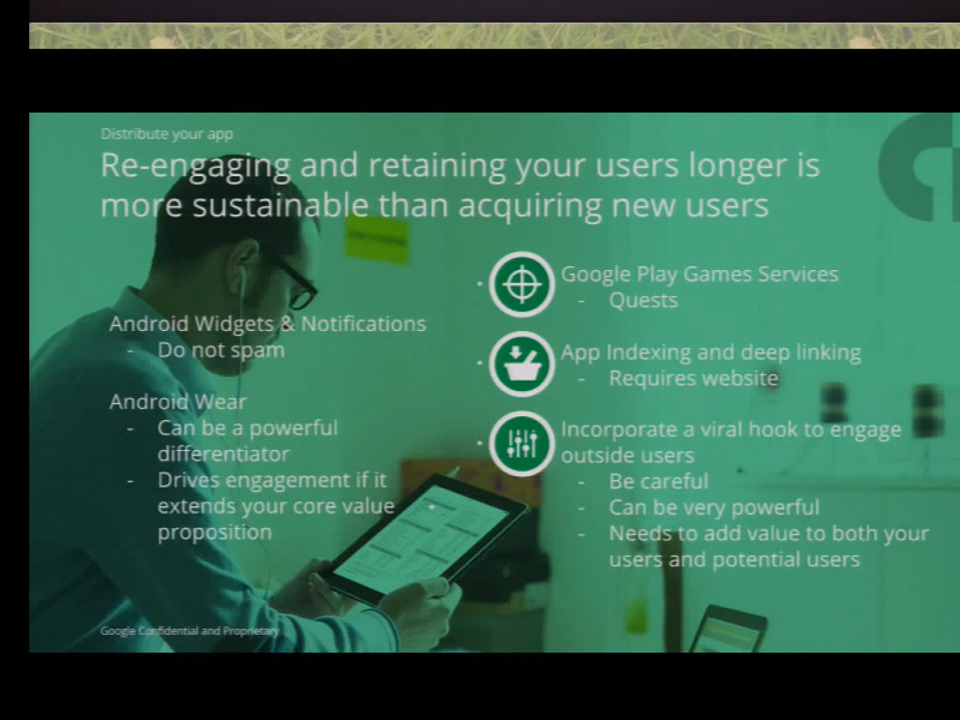 Distribute your app
Re-engaging and retaining your users longer is
more sustainable than acquiring new users
Android Widgets & Notifications
- Do not spam
Android Wear
- Can be a powerful
differentiator
- Drives engagement if it
extends your core value
proposition
Google Play Games Services
- Quests
App Indexing and deep linking
- Requires website
Incorporate a viral hook to engage
outside users
- Be careful
- Can be very powerful
- Needs to add value to both your
users and potential users
Google Confidential and Proprietary